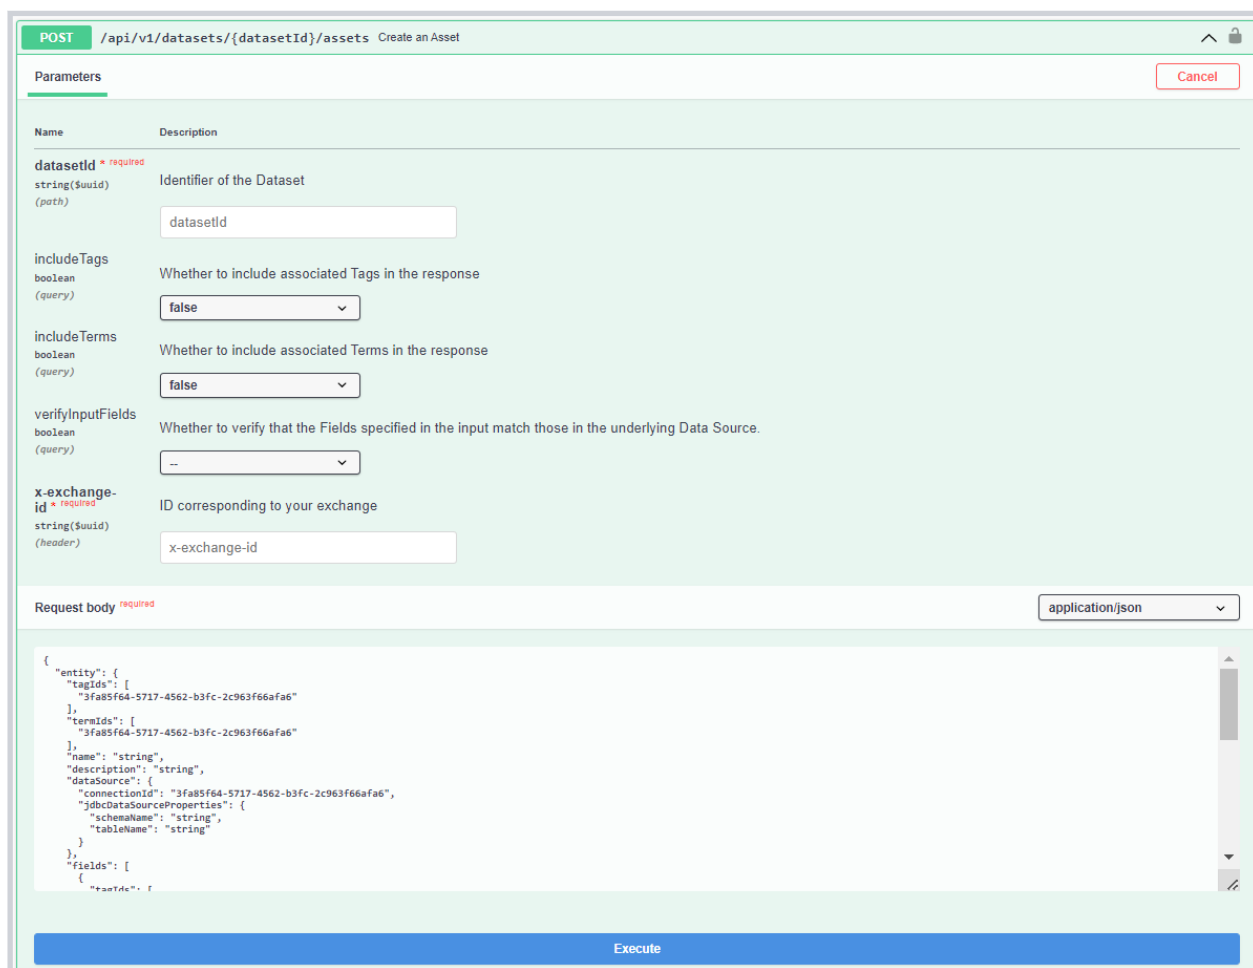 POST /api/v1/datasets/{datasetId}/assets Create an Asset
Parameters
Cancel
Name Description
datasetId * required
string($uuid)
(path)
Identifier of the Dataset
datasetId
includeTags
boolean
(query)
Whether to include associated Tags in the response
false
includeTerms
boolean
(query)
Whether to include associated Terms in the response
false
verifyInputFields
boolean
(query)
Whether to verify that the Fields specified in the input match those in the underlying Data Source.
--
x-exchange-
id * required
string($uuid)
(header)
ID corresponding to your exchange
x-exchange-id
Request body required
application/json
{
"entity": {
"tagIds": [
"3fa85f64-5717-4562-b3fc-2c963f66afa6"
],
"termIds": [
"3fa85f64-5717-4562-b3fc-2c963f66afa6"
],
"name": "string",
"description": "string",
"dataSource": {
"connectionId": "3fa85f64-5717-4562-b3fc-2c963f66afa6",
"jdbcDataSourceProperties": {
"schemaName": "string",
"tableName": "string"
}
},
"fields": [
{
"tagIds": [
Execute